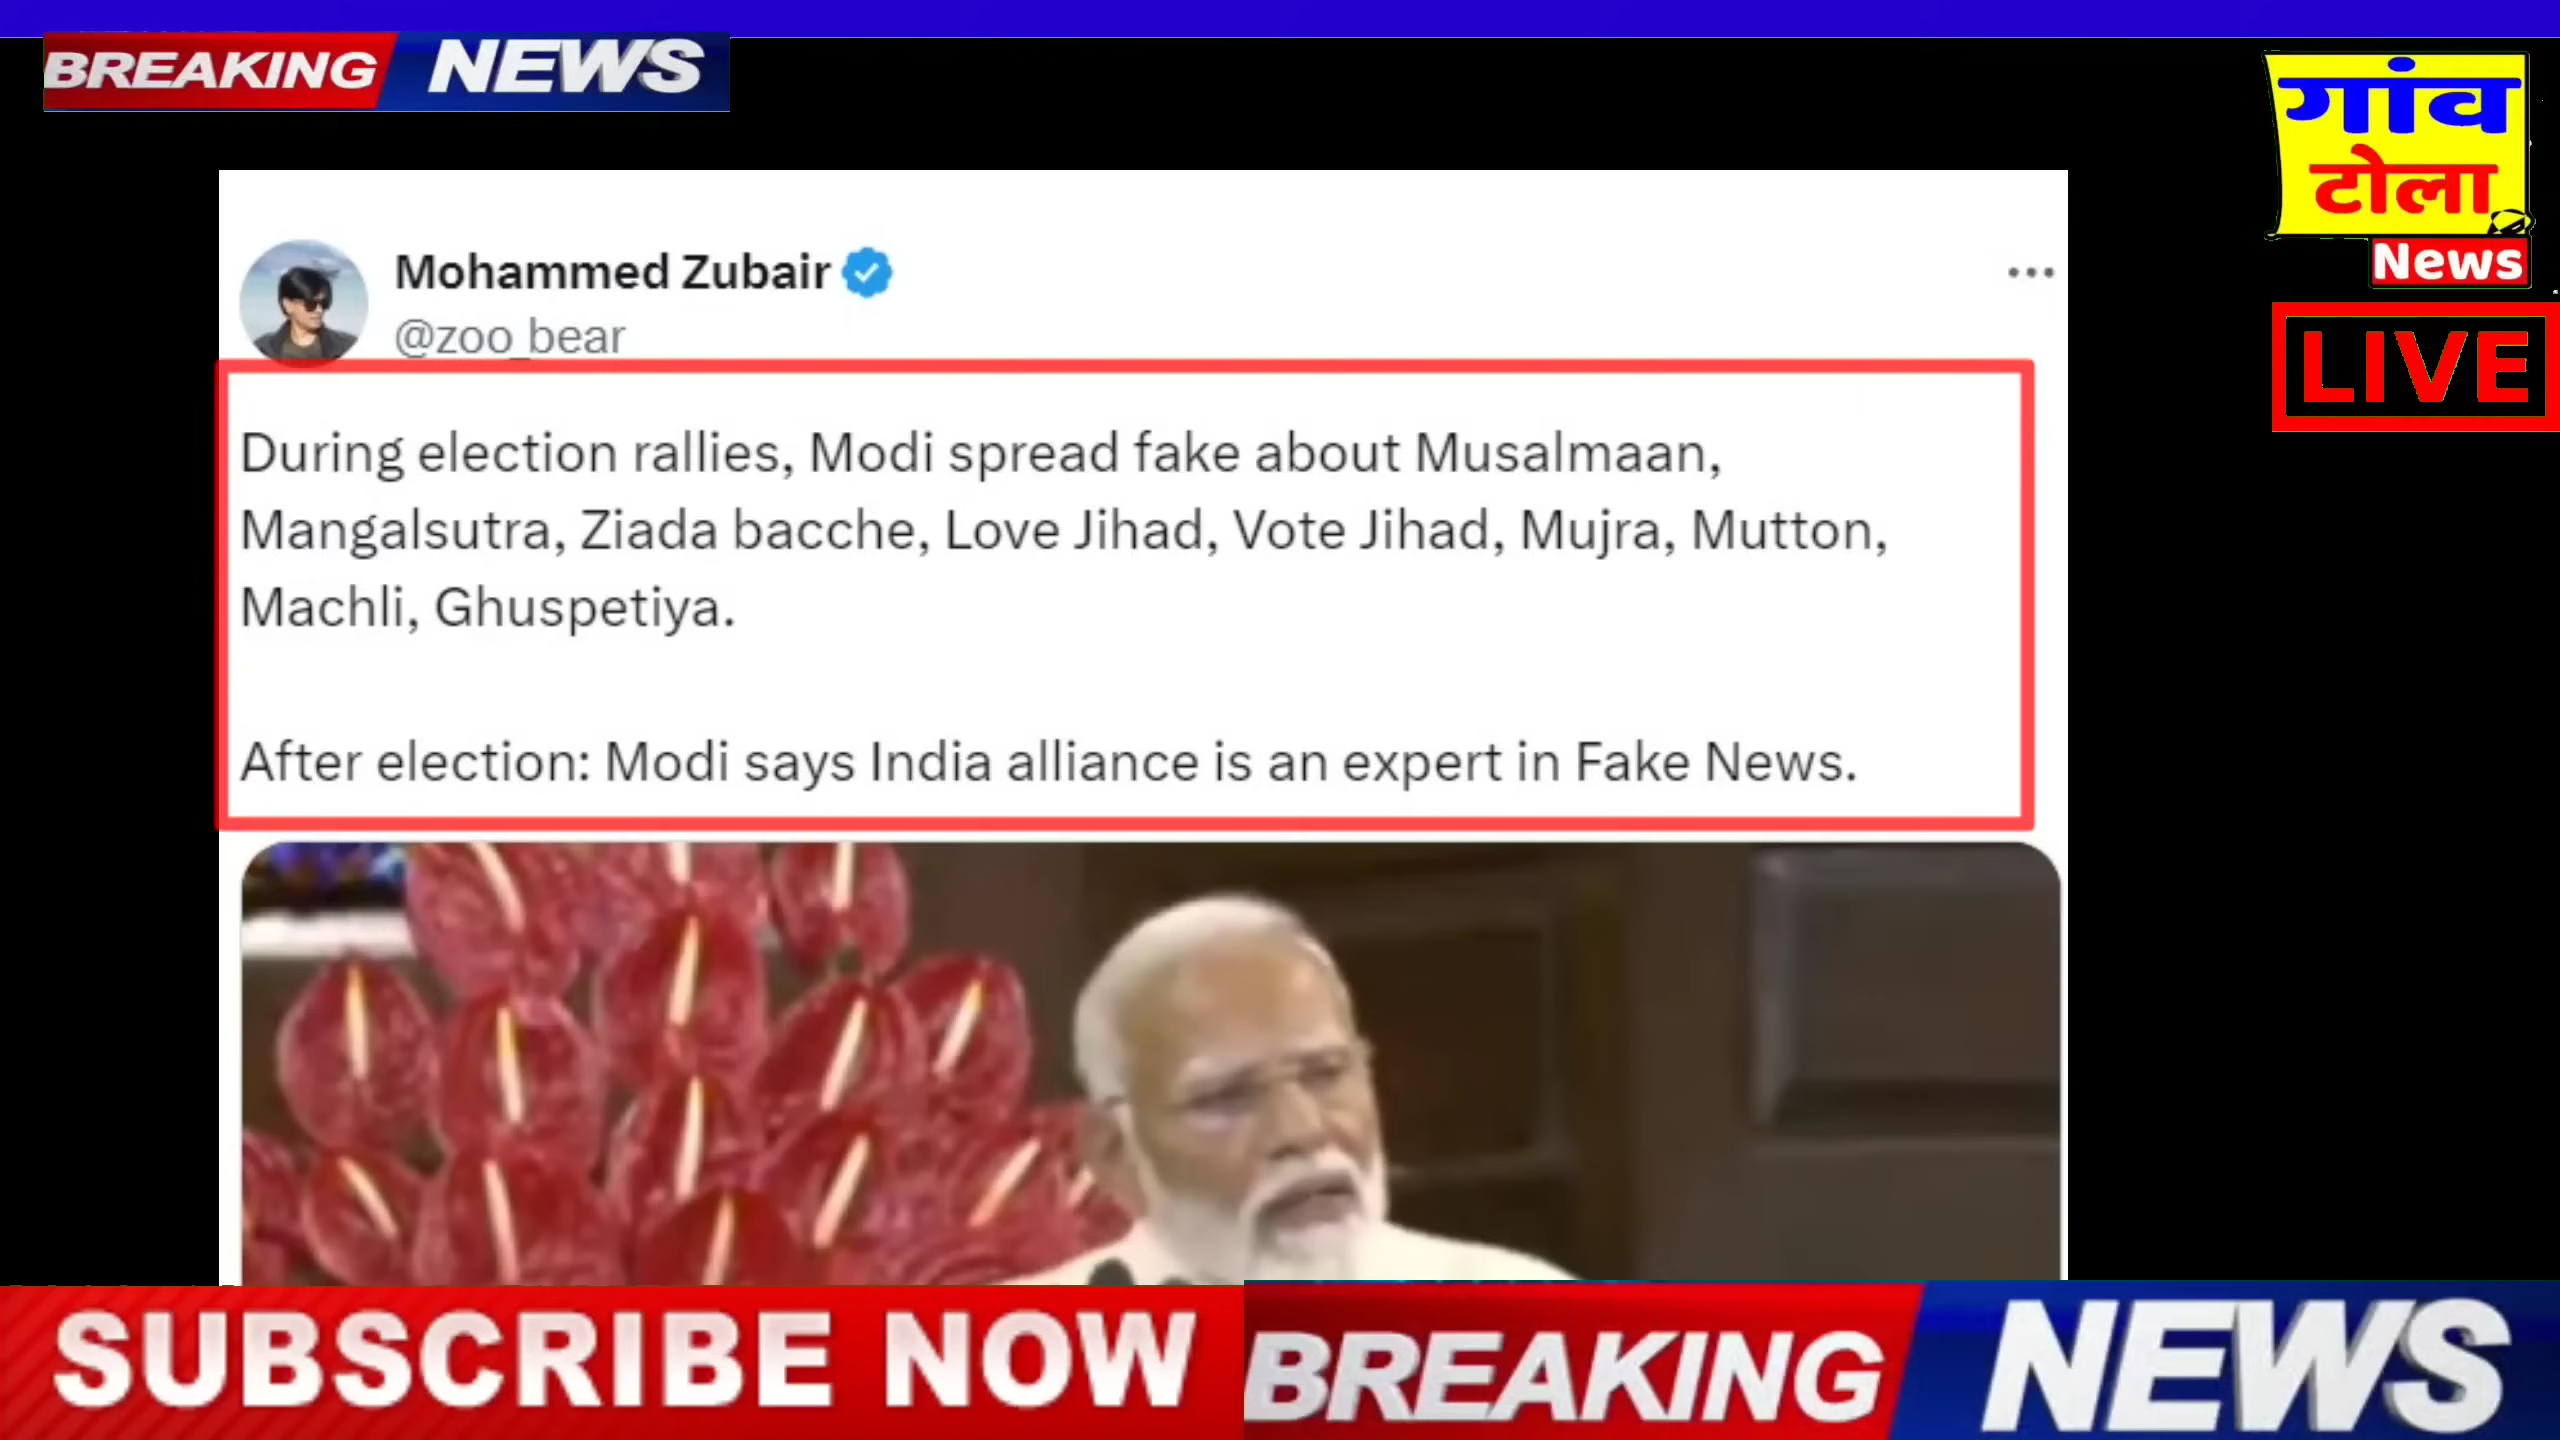 BREAKING NEWS
गांव
टोला
News
LIVE
Mohammed Zubair
@zoo_bear
During election rallies, Modi spread fake about Musalmaan,
Mangalsutra, Ziada bacche, Love Jihad, Vote Jihad, Mujra, Mutton,
Machli, Ghuspetiya.
After election: Modi says India alliance is an expert in Fake News.
SUBSCRIBE NOW BREAKING NEWS